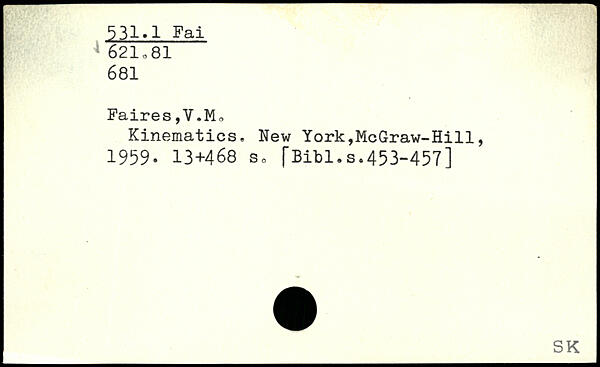 531.1 Fai
621.81
681
Faires,V.M.
Kinematics. New York,McGraw-Hill,
1959. 13+468 s. [Bibl.s.453-457]
SK